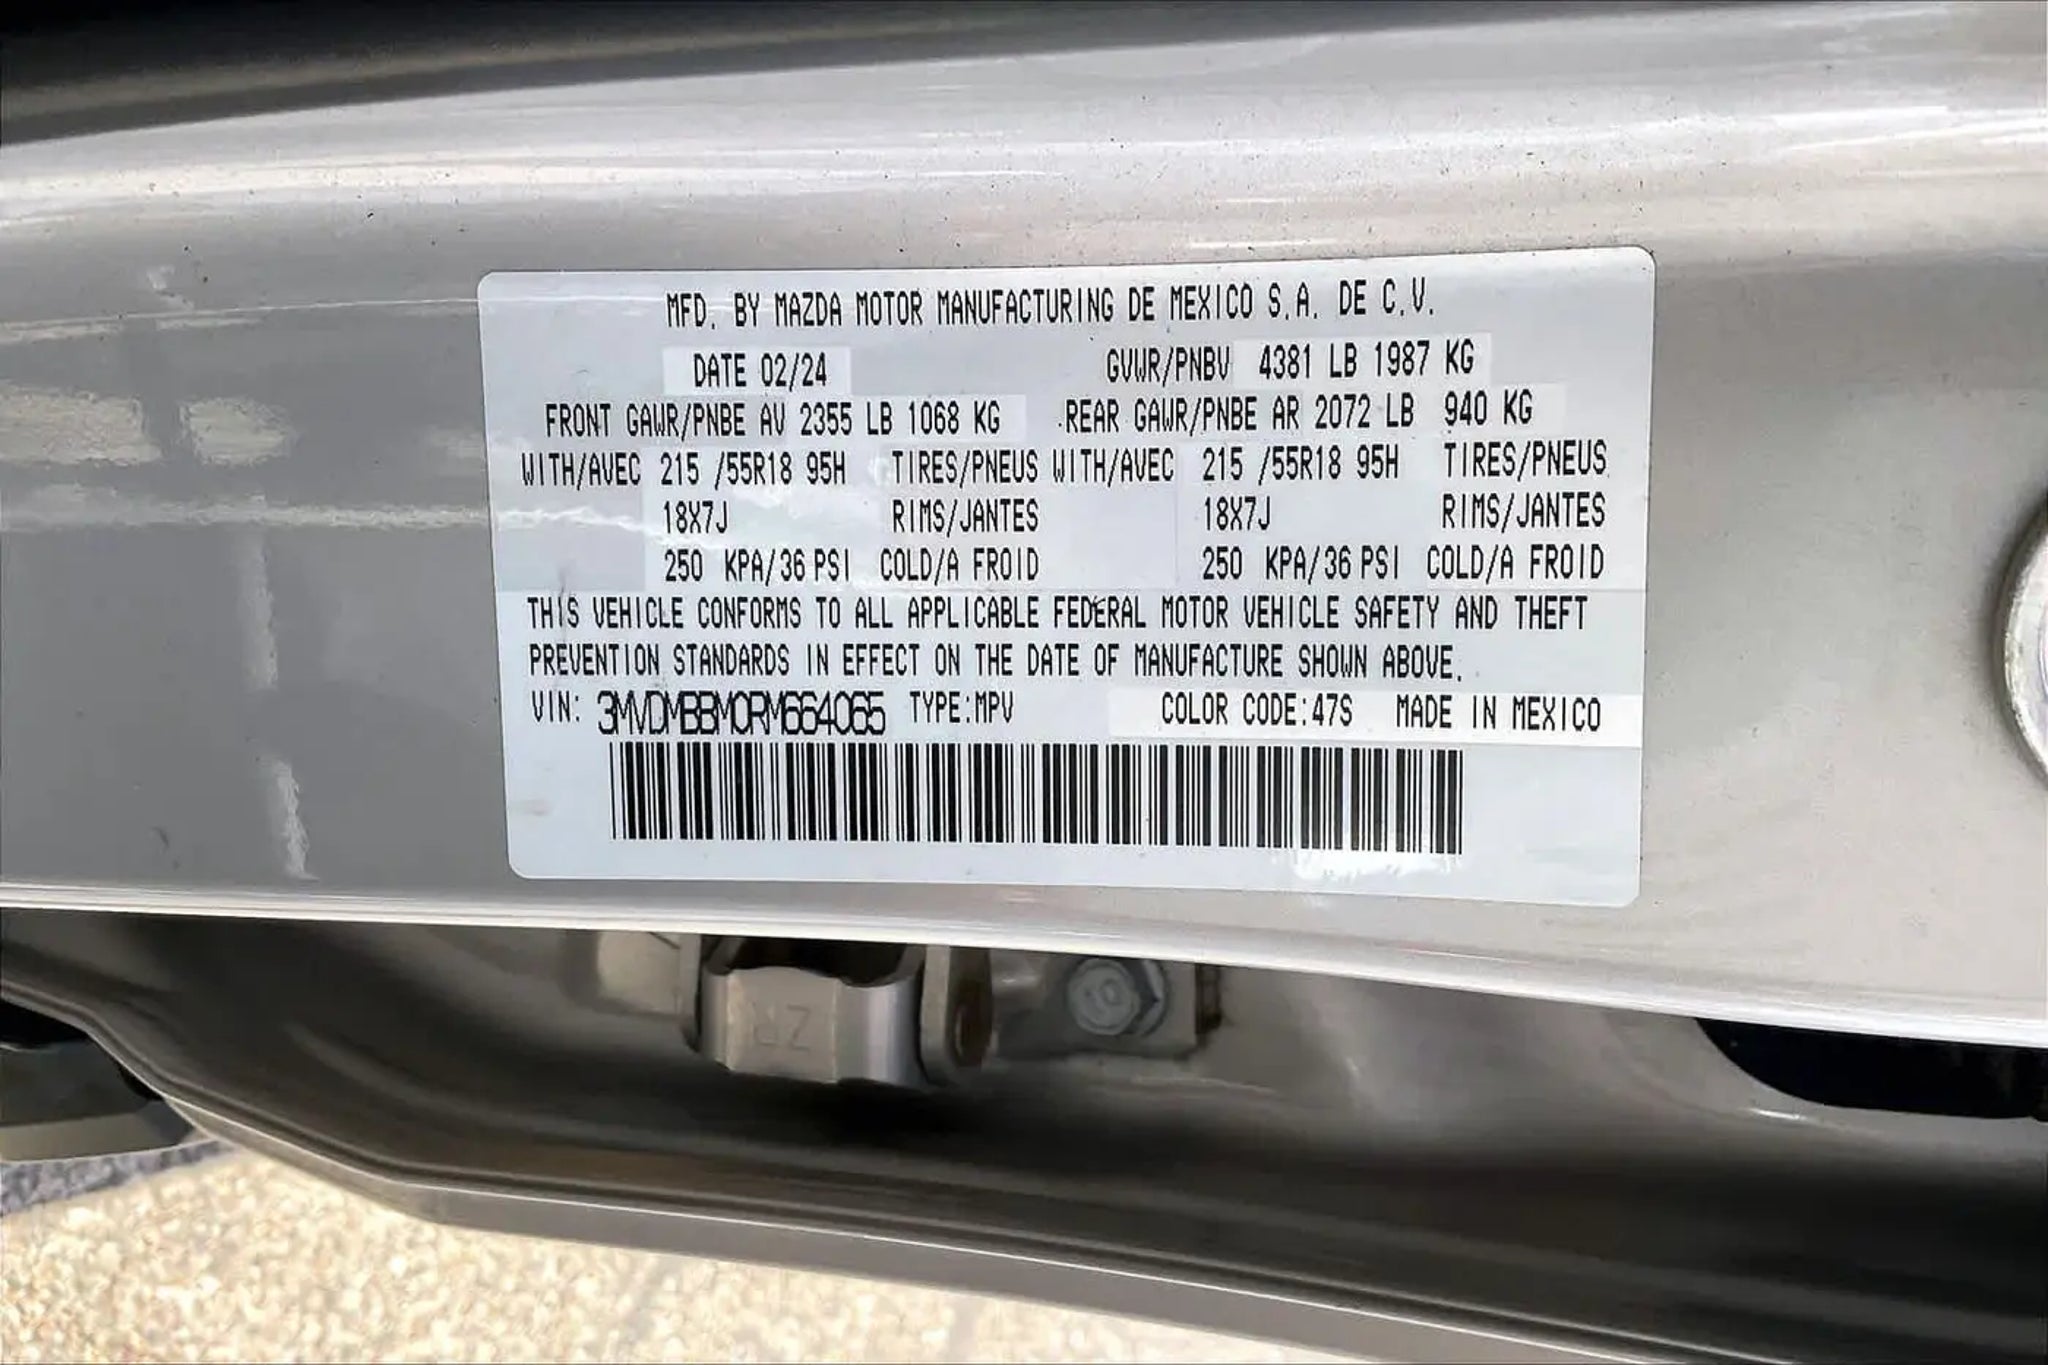 MFD. BY MAZDA MOTOR MANUFACTURING DE MEXICO S.A. DE C.V.
DATE 02/24 GVWR/PNBV 4381 LB 1987 KG
FRONT GAWR/PNBE AV 2355 LB 1068 KG REAR GAWR/PNBE AR 2072 LB 940 KG
WITH/AVEC 215 /55R18 95H TIRES/PNEUS WITH/AVEC 215 /55R18 95H TIRES/PNEUS
18X7J RIMS/JANTES 18X7J RIMS/JANTES
250 KPA/36 PSI COLD/A FROID 250 KPA/36 PSI COLD/A FROID
THIS VEHICLE CONFORMS TO ALL APPLICABLE FEDERAL MOTOR VEHICLE SAFETY AND THEFT
PREVENTION STANDARDS IN EFFECT ON THE DATE OF MANUFACTURE SHOWN ABOVE.
VIN: 3MVDMBBM0RM664065 TYPE:MPV COLOR CODE:47S MADE IN MEXICO
ZR